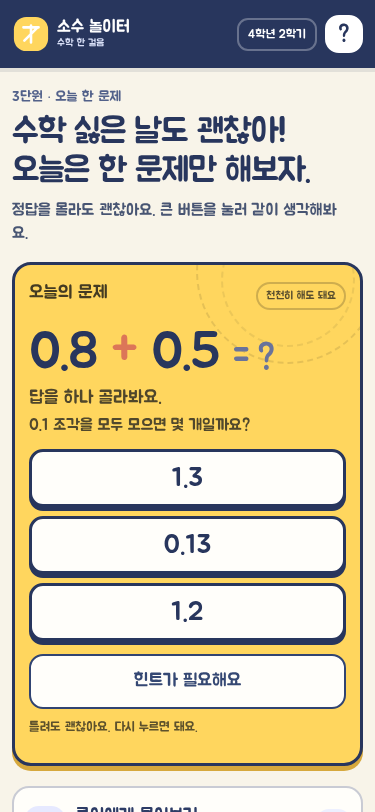 소수 놀이터
수학 한 걸음
4학년 2학기
?
3단원 · 오늘 한 문제
수학 싫은 날도 괜찮아!
오늘은 한 문제만 해보자.
정답을 몰라도 괜찮아요. 큰 버튼을 눌러 같이 생각해봐
요.
오늘의 문제
천천히 해도 돼요
0.8 + 0.5 = ?
답을 하나 골라봐요.
0.1 조각을 모두 모으면 몇 개일까요?
1.3
0.13
1.2
힌트가 필요해요
틀려도 괜찮아요. 다시 누르면 돼요.